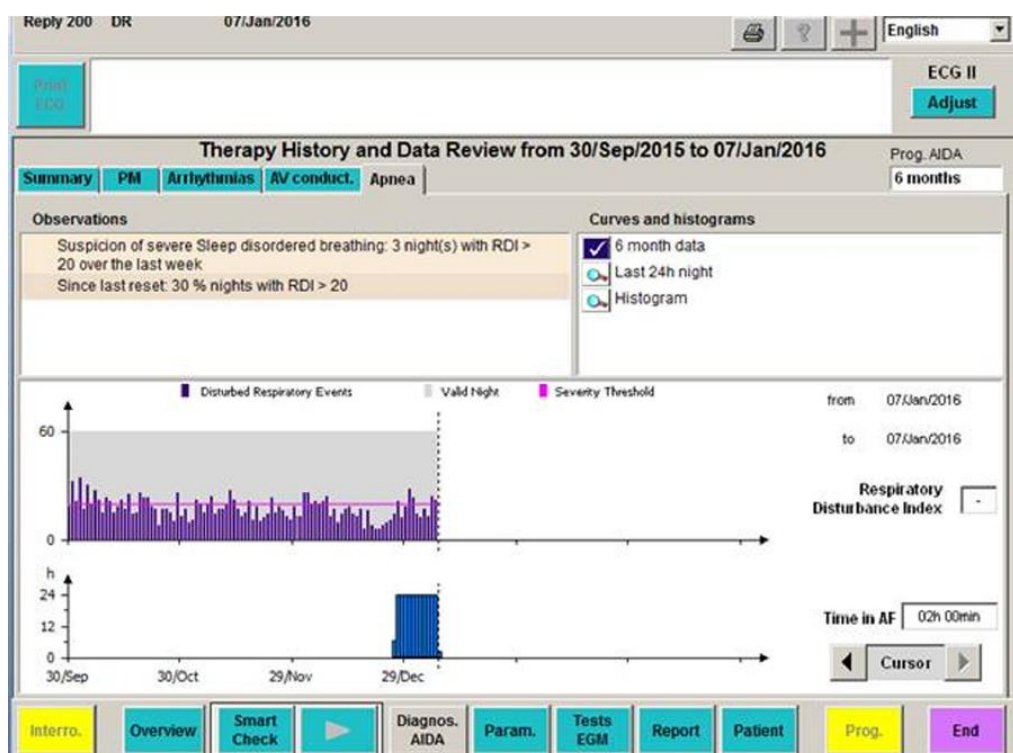 Reply 200 DR 07/Jan/2016
English
Print
ECG
ECG II
Adjust
Therapy History and Data Review from 30/Sep/2015 to 07/Jan/2016
Prog. AIDA
6 months
Summary PM Arrhythmias AV conduct. Apnea
Observations
Suspicion of severe Sleep disordered breathing: 3 night(s) with RDI >
20 over the last week
Since last reset: 30 % nights with RDI > 20
Curves and histograms
6 month data
Last 24h night
Histogram
Disturbed Respiratory Events Valid Night Severity Threshold
60
0
from 07/Jan/2016
to 07/Jan/2016
Respiratory
Disturbance Index -
h
24
12
0
30/Sep 30/Oct 29/Nov 29/Dec
Time in AF 02h 00min
Cursor
Interro. Overview Smart
Check Diagnos.
AIDA Param. Tests
EGM Report Patient Prog. End